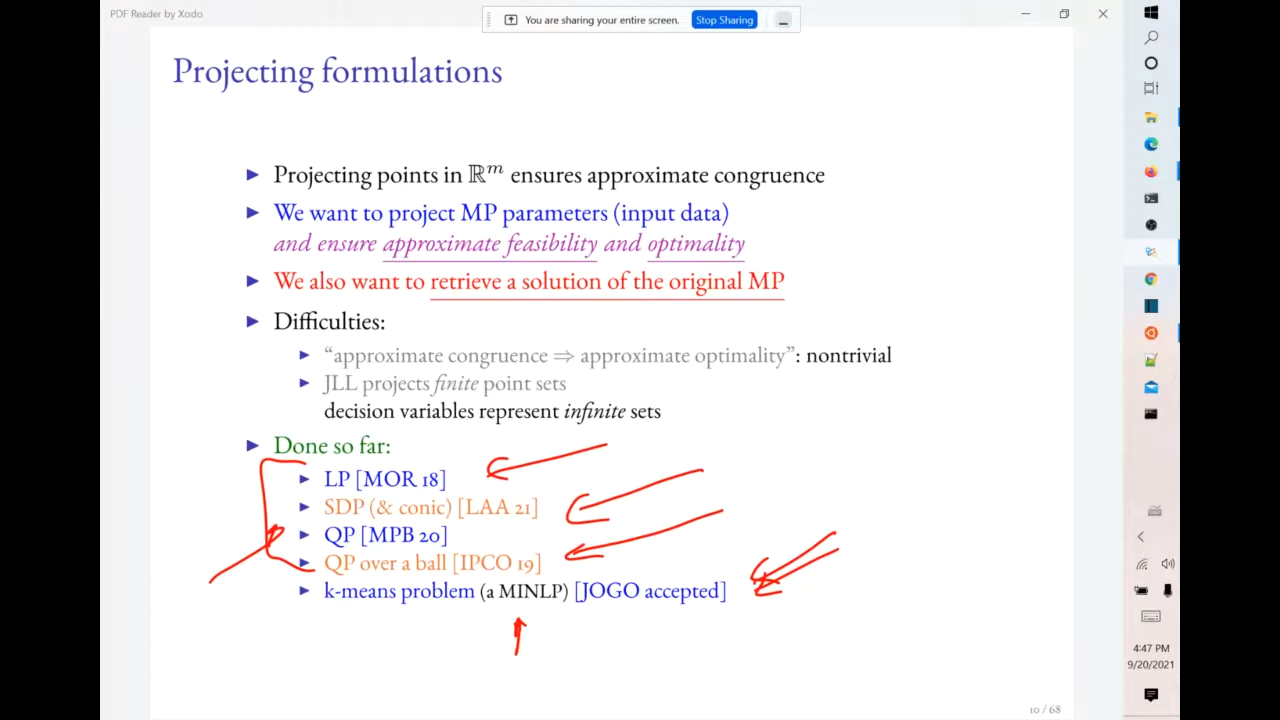 PDF Reader by Xodo
You are sharing your entire screen. Stop Sharing
Projecting formulations
► Projecting points in ℝᵐ ensures approximate congruence
► We want to project MP parameters (input data)
and ensure approximate feasibility and optimality
► We also want to retrieve a solution of the original MP
► Difficulties:
► “approximate congruence ⇒ approximate optimality”: nontrivial
► JLL projects finite point sets
decision variables represent infinite sets
► Done so far:
► LP [MOR 18]
► SDP (& conic) [LAA 21]
► QP [MPB 20]
► QP over a ball [IPCO 19]
► k-means problem (a MINLP) [JOGO accepted]
10 / 68
4:47 PM
9/20/2021